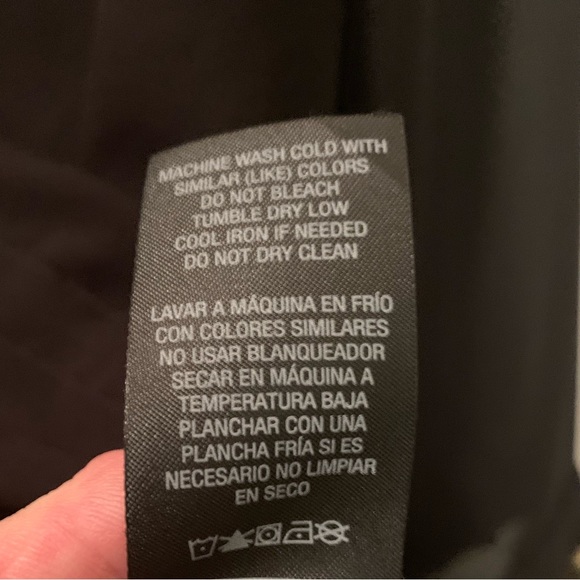 MACHINE WASH COLD WITH
SIMILAR (LIKE) COLORS
DO NOT BLEACH
TUMBLE DRY LOW
COOL IRON IF NEEDED
DO NOT DRY CLEAN
LAVAR A MÁQUINA EN FRÍO
CON COLORES SIMILARES
NO USAR BLANQUEADOR
SECAR EN MÁQUINA A
TEMPERATURA BAJA
PLANCHAR CON UNA
PLANCHA FRÍA SI ES
NECESARIO NO LIMPIAR
EN SECO